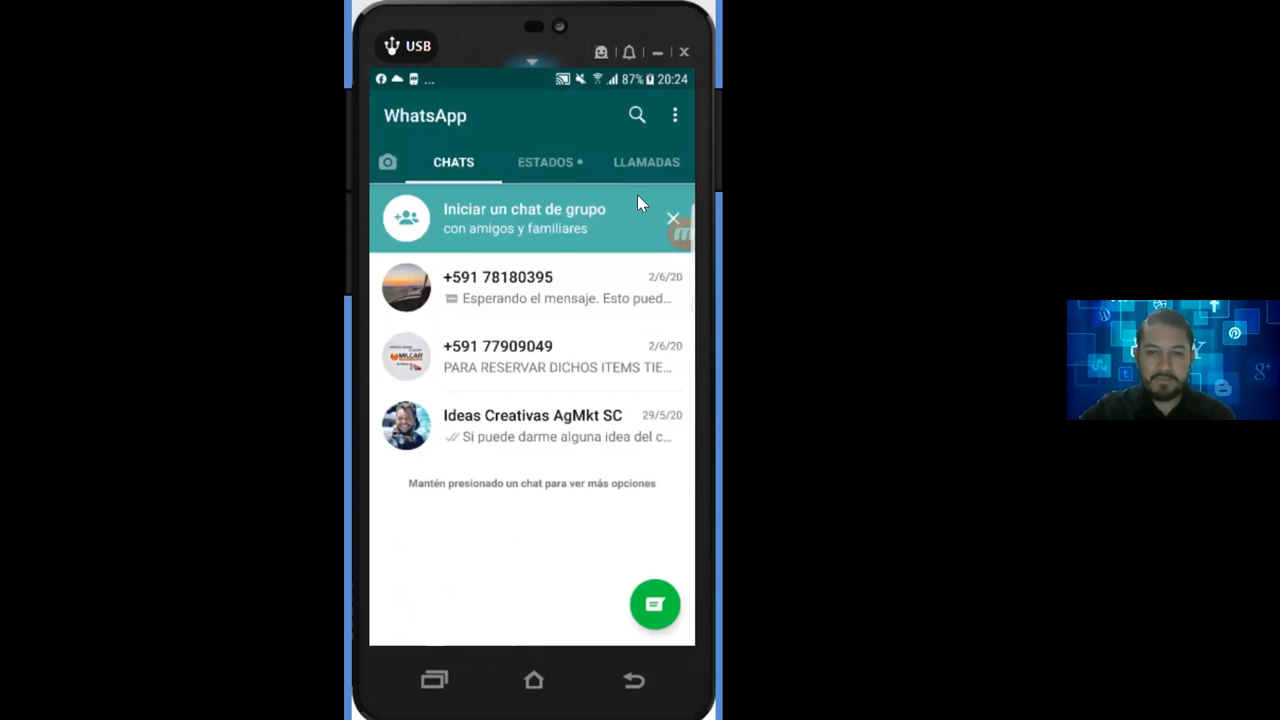 USB
... 87% 20:24
WhatsApp
CHATS ESTADOS • LLAMADAS
Iniciar un chat de grupo
con amigos y familiares
+591 78180395 2/6/20
Esperando el mensaje. Esto pued...
+591 77909049 2/6/20
PARA RESERVAR DICHOS ITEMS TIE...
MILCAR
Ideas Creativas AgMkt SC 29/5/20
Si puede darme alguna idea del c...
Mantén presionado un chat para ver más opciones